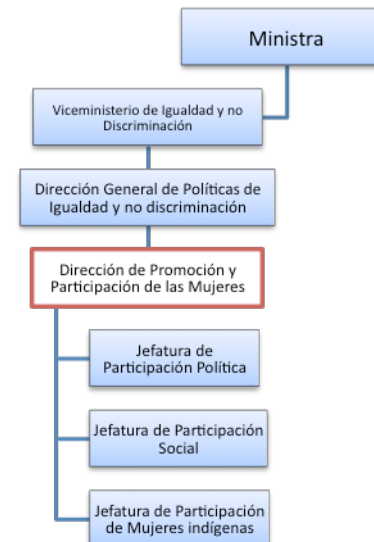 Ministra
Viceministerio de Igualdad y no
Discriminación
Dirección General de Políticas de
Igualdad y no discriminación
Dirección de Promoción y
Participación de las Mujeres
Jefatura de
Participación Política
Jefatura de Participación
Social
Jefatura de Participación
de Mujeres indígenas